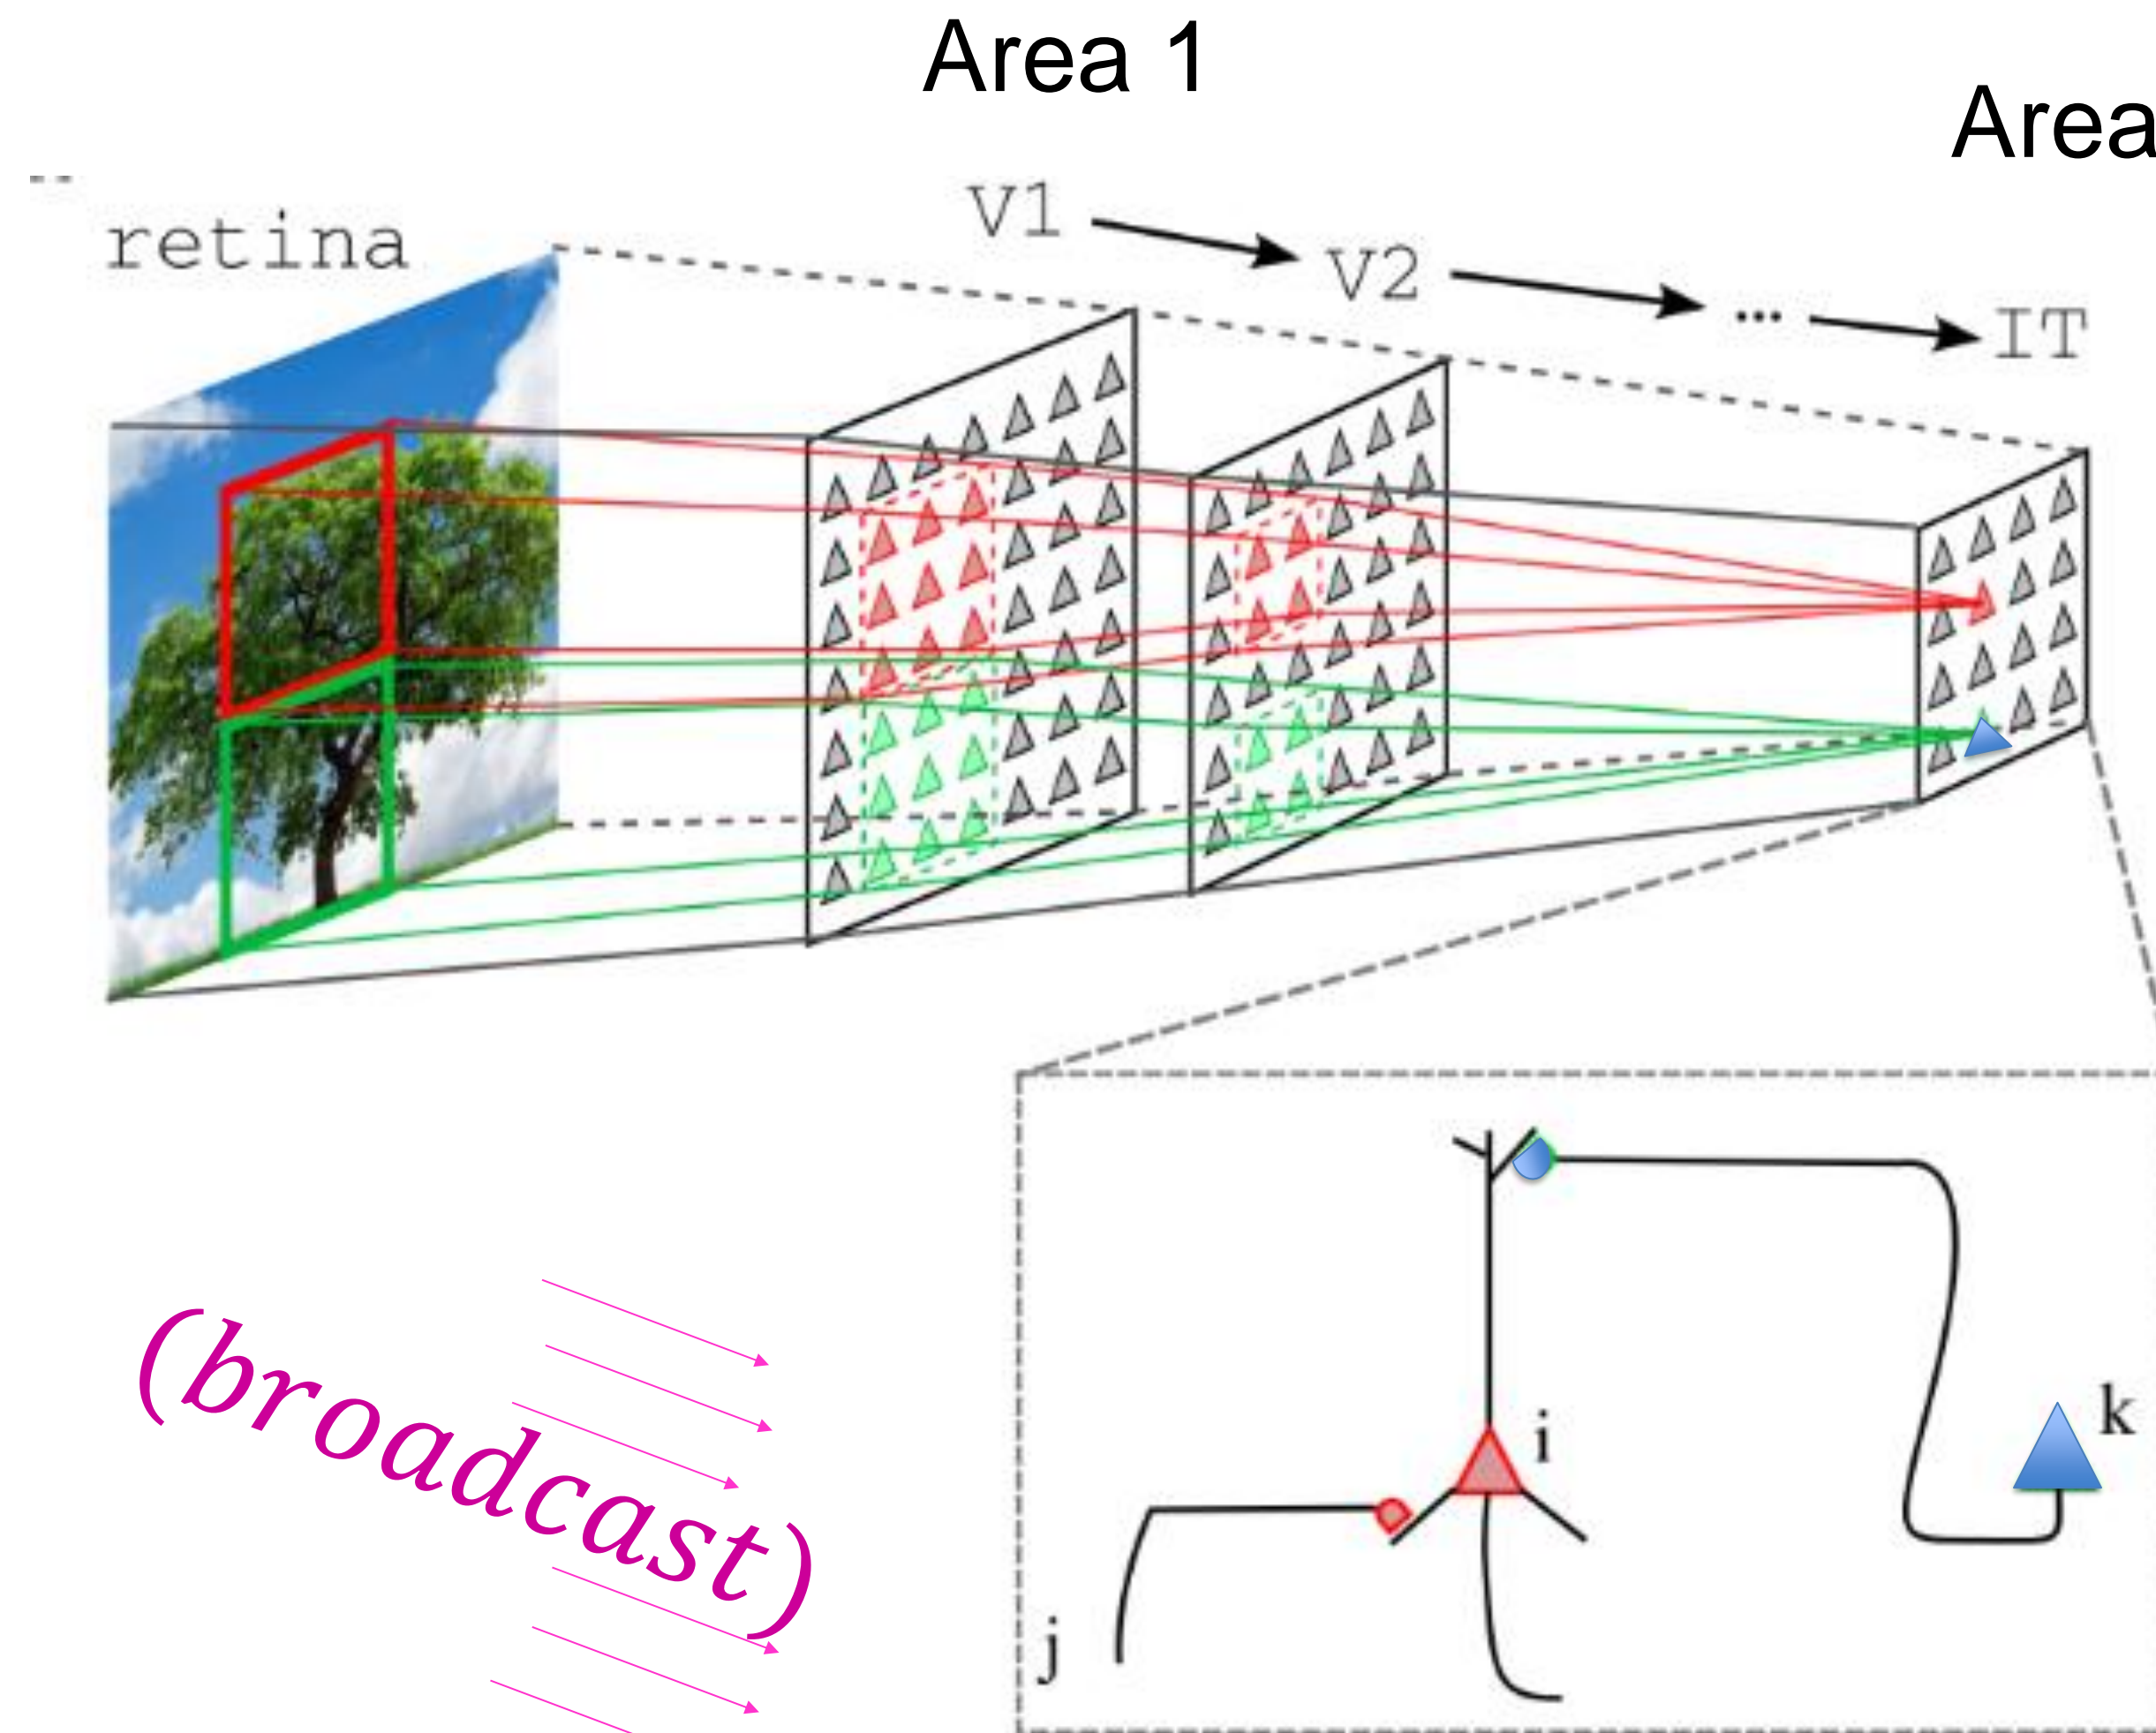 Area 1
Area
retina
V1
V2
...
IT
k
i
j
(broadcast)